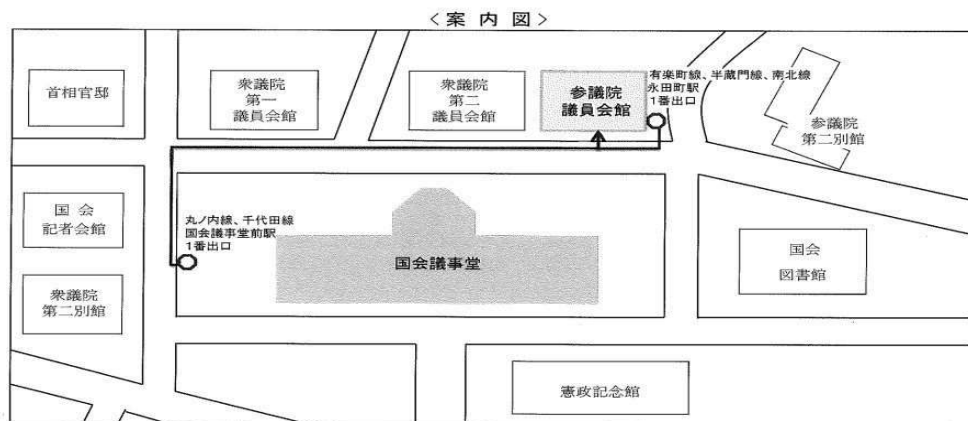 ＜案 内 図＞
首相官邸
衆議院
第一
議員会館
衆議院
第二
議員会館
参議院
議員会館
有楽町線、半蔵門線、南北線
永田町駅
1番出口
参議院
第二別館
国 会
記者会館
丸ノ内線、千代田線
国会議事堂前駅
1番出口
国会議事堂
国会
図書館
衆議院
第二別館
憲政記念館